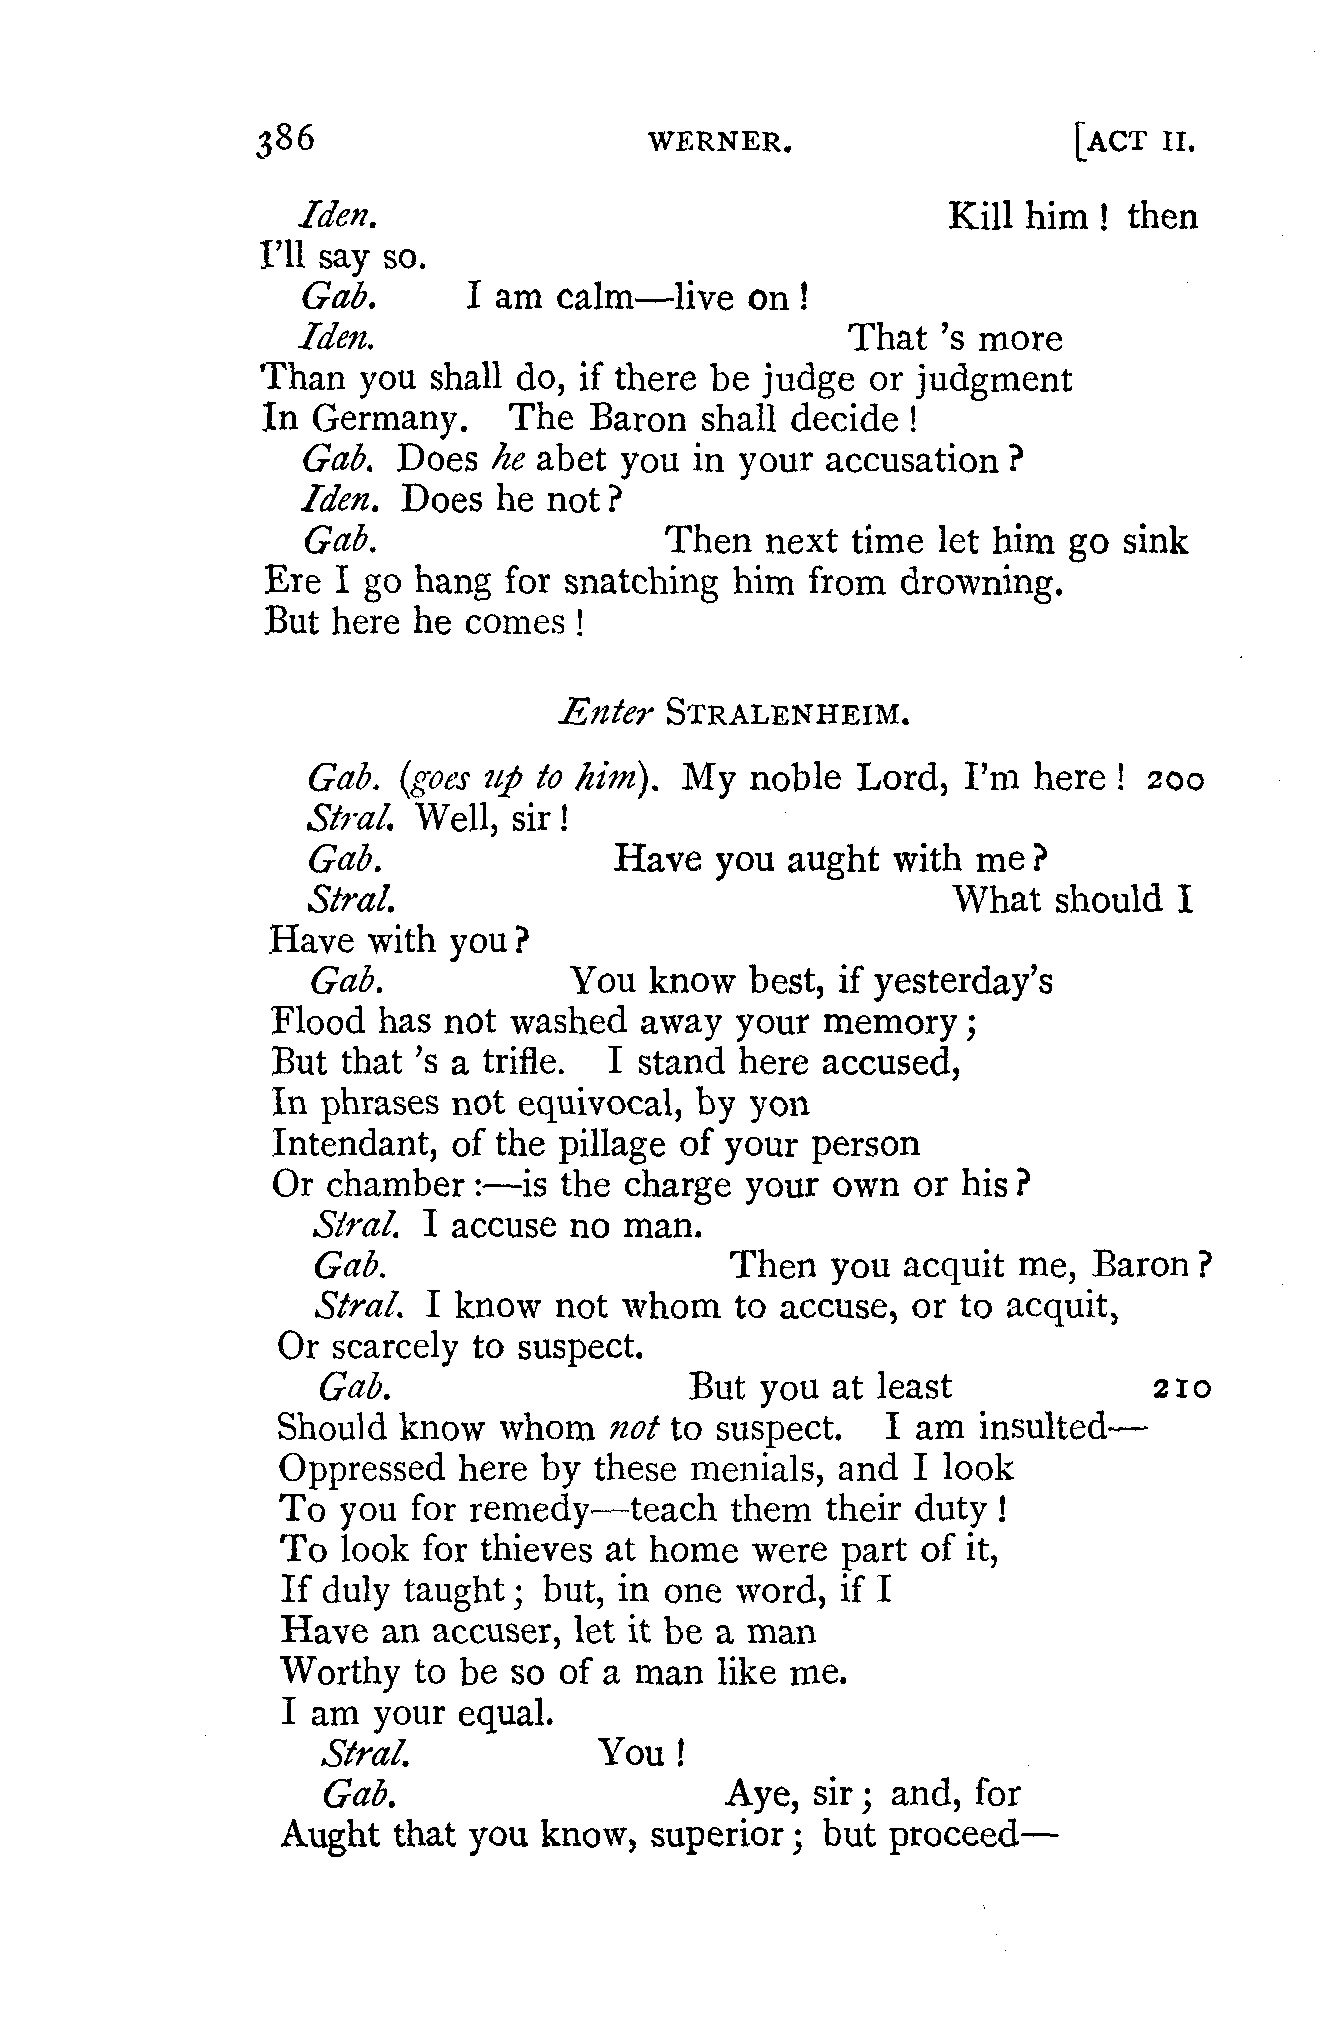 386 WERNER. [ACT II.
Iden. Kill him! then
I'll say so.
Gab. I am calm—live on!
Iden. That 's more
Than you shall do, if there be judge or judgment
In Germany. The Baron shall decide!
Gab. Does he abet you in your accusation?
Iden. Does he not?
Gab. Then next time let him go sink
Ere I go hang for snatching him from drowning.
But here he comes!
Enter STRALENHEIM.
Gab. (goes up to him). My noble Lord, I'm here! 200
Stral. Well, sir!
Gab. Have you aught with me?
Stral. What should I
Have with you?
Gab. You know best, if yesterday's
Flood has not washed away your memory;
But that 's a trifle. I stand here accused,
In phrases not equivocal, by yon
Intendant, of the pillage of your person
Or chamber:—is the charge your own or his?
Stral. I accuse no man.
Gab. Then you acquit me, Baron?
Stral. I know not whom to accuse, or to acquit,
Or scarcely to suspect.
Gab. But you at least 210
Should know whom not to suspect. I am insulted—
Oppressed here by these menials, and I look
To you for remedy—teach them their duty!
To look for thieves at home were part of it,
If duly taught; but, in one word, if I
Have an accuser, let it be a man
Worthy to be so of a man like me.
I am your equal.
Stral. You!
Gab. Aye, sir; and, for
Aught that you know, superior; but proceed—